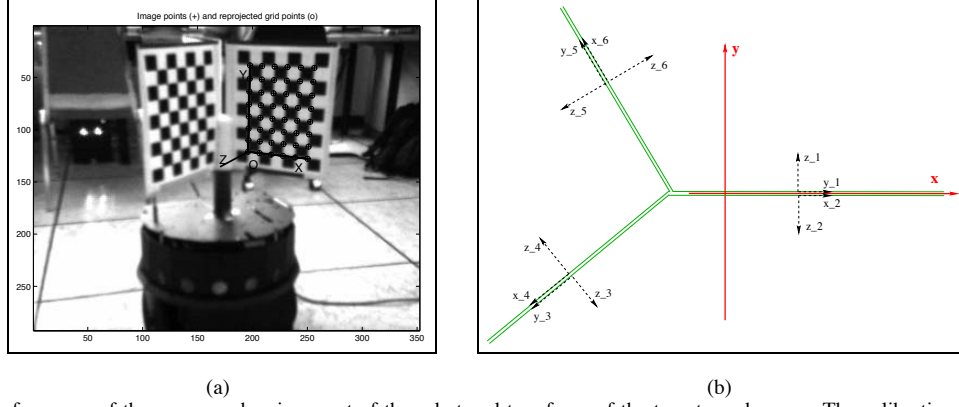 Image points (+) and reprojected grid points (o)
50
100
150
200
250
50 100 150 200 250 300 350
Y
Z
O
X
y
x
y_5
x_6
z_6
z_5
z_1
y_1
x_2
z_2
z_4
x_4
z_3
y_3
(a) (b)